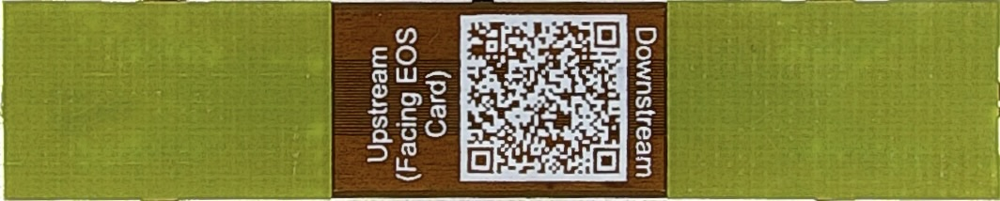 Upstream
(Facing EOS
Card)
Downstream